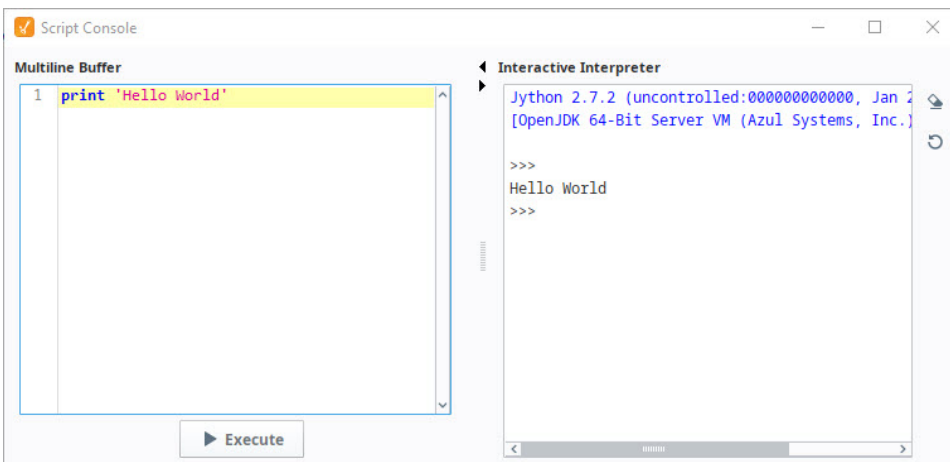 Script Console
Multiline Buffer
1 print 'Hello World'
Execute
Interactive Interpreter
Jython 2.7.2 (uncontrolled:000000000000, Jan 2
[OpenJDK 64-Bit Server VM (Azul Systems, Inc.)
>>>
Hello World
>>>